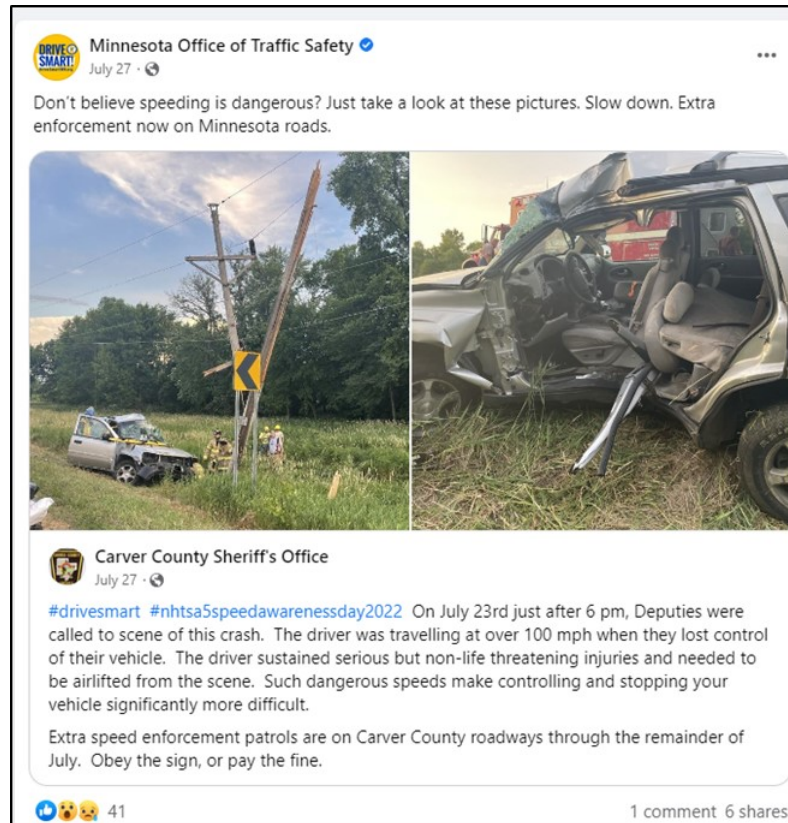 DRIVE
SMART!
Minnesota Office of Traffic Safety
July 27 ·
Don't believe speeding is dangerous? Just take a look at these pictures. Slow down. Extra
enforcement now on Minnesota roads.
Carver County Sheriff's Office
July 27 ·
#drivesmart #nhtsa5speedawarenessday2022 On July 23rd just after 6 pm, Deputies were
called to scene of this crash. The driver was travelling at over 100 mph when they lost control
of their vehicle. The driver sustained serious but non-life threatening injuries and needed to
be airlifted from the scene. Such dangerous speeds make controlling and stopping your
vehicle significantly more difficult.
Extra speed enforcement patrols are on Carver County roadways through the remainder of
July. Obey the sign, or pay the fine.
41
1 comment 6 shares